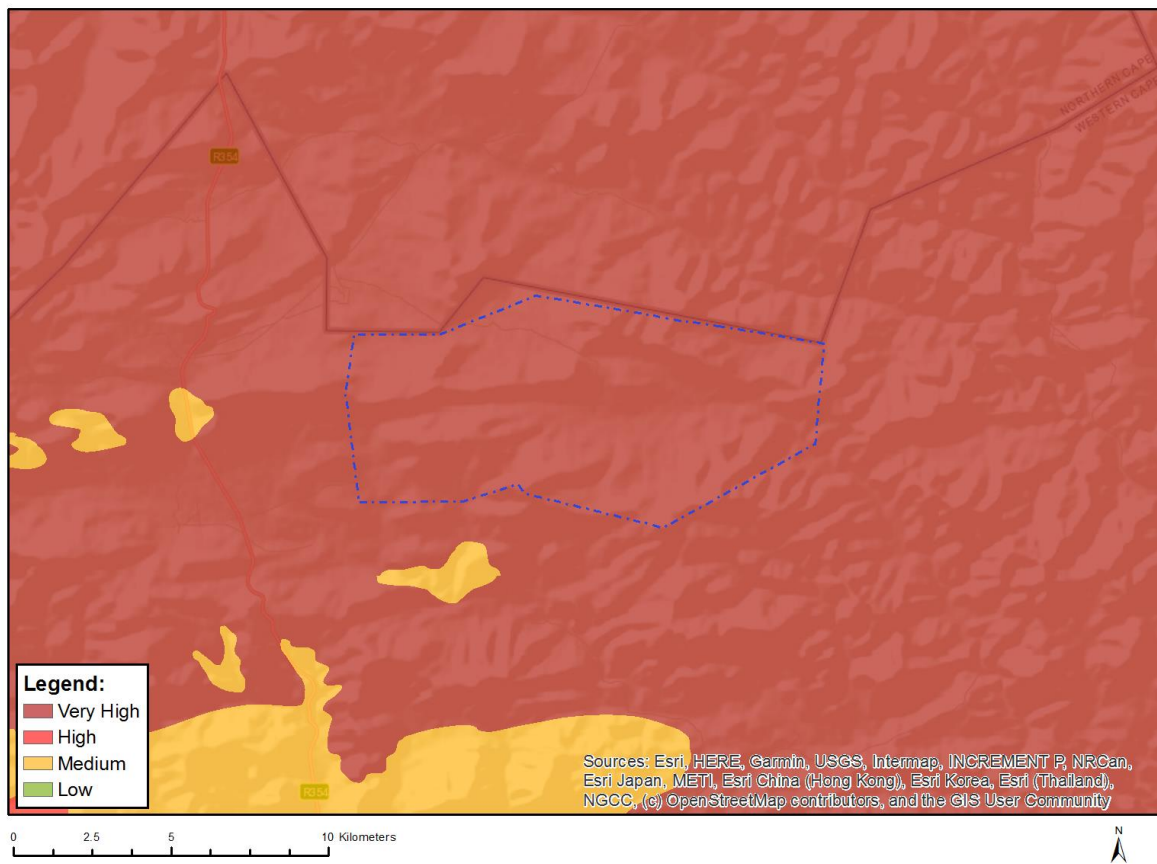 NORTHERN CAPE
WESTERN CAPE
R354
Legend:
Very High
High
Medium
Low
R354
Sources: Esri, HERE, Garmin, USGS, Intermap, INCREMENT P, NRCan,
Esri Japan, METI, Esri China (Hong Kong), Esri Korea, Esri (Thailand),
NGCC, (c) OpenStreetMap contributors, and the GIS User Community
0 2.5 5 10 Kilometers
N